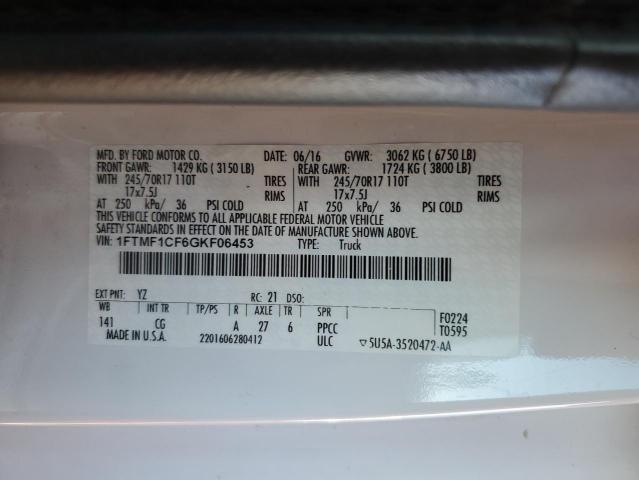 MFD. BY FORD MOTOR CO. DATE: 06/16 GVWR: 3062 KG ( 6750 LB)
FRONT GAWR: 1429 KG ( 3150 LB) REAR GAWR: 1724 KG ( 3800 LB)
WITH 245/70R17 110T TIRES WITH 245/70R17 110T TIRES
17x7.5J RIMS 17x7.5J RIMS
AT 250 kPa/ 36 PSI COLD AT 250 kPa/ 36 PSI COLD
THIS VEHICLE CONFORMS TO ALL APPLICABLE FEDERAL MOTOR VEHICLE
SAFETY STANDARDS IN EFFECT ON THE DATE OF MANUFACTURE SHOWN ABOVE.
VIN: 1FTMF1CF6GKF06453 TYPE: Truck
EXT PNT: YZ RC: 21 DSO:
WB INT TR TP/PS R AXLE TR SPR F0224
141 CG A 27 6 PPCC T0595
MADE IN U.S.A. 2201606280412 ULC ▽5U5A-3520472-AA